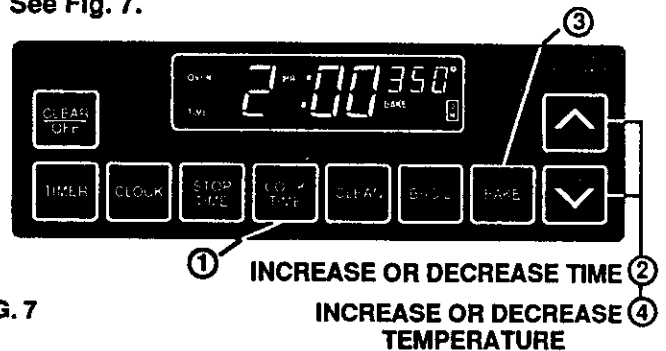 See Fig. 7.
③
OVEN 2 HR :00 350°
TIME BAKE
CLEAR
OFF
TIMER CLOCK STOP TIME COOK TIME CLEAN BROIL BAKE
①
INCREASE OR DECREASE TIME ②
G. 7
INCREASE OR DECREASE ④
TEMPERATURE